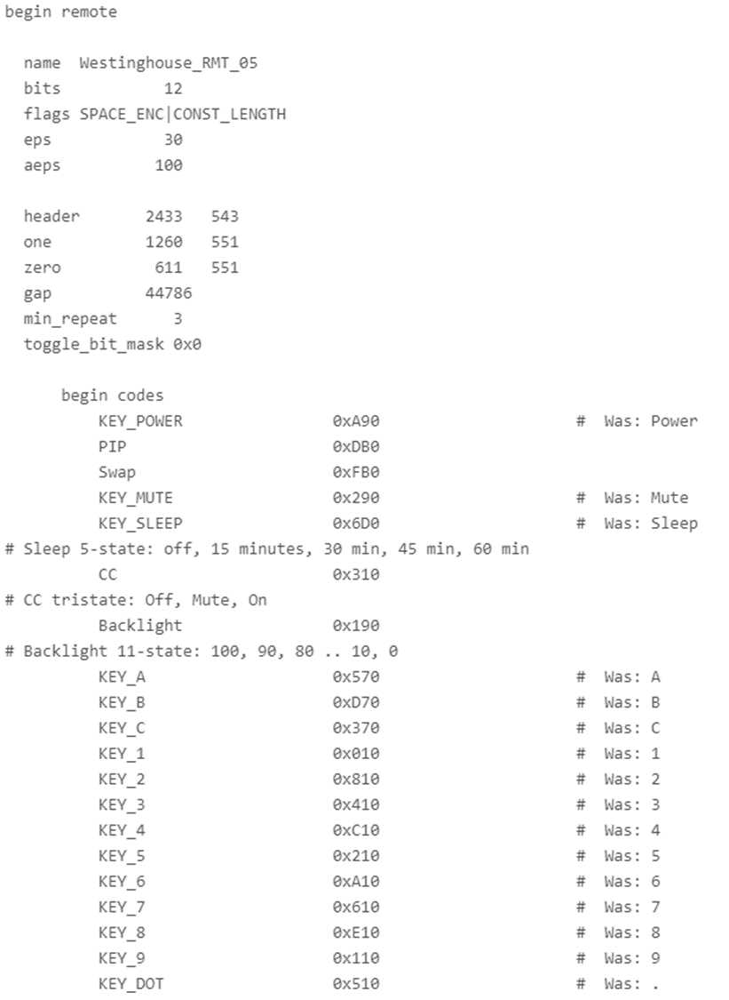 begin remote
name Westinghouse_RMT_05
bits 12
flags SPACE_ENC|CONST_LENGTH
eps 30
aeps 100
header 2433 543
one 1260 551
zero 611 551
gap 44786
min_repeat 3
toggle_bit_mask 0x0
begin codes
KEY_POWER 0xA90 # Was: Power
PIP 0xDB0
Swap 0xFB0
KEY_MUTE 0x290 # Was: Mute
KEY_SLEEP 0x6D0 # Was: Sleep
# Sleep 5-state: off, 15 minutes, 30 min, 45 min, 60 min
CC 0x310
# CC tristate: Off, Mute, On
Backlight 0x190
# Backlight 11-state: 100, 90, 80 .. 10, 0
KEY_A 0x570 # Was: A
KEY_B 0xD70 # Was: B
KEY_C 0x370 # Was: C
KEY_1 0x010 # Was: 1
KEY_2 0x810 # Was: 2
KEY_3 0x410 # Was: 3
KEY_4 0xC10 # Was: 4
KEY_5 0x210 # Was: 5
KEY_6 0xA10 # Was: 6
KEY_7 0x610 # Was: 7
KEY_8 0xE10 # Was: 8
KEY_9 0x110 # Was: 9
KEY_DOT 0x510 # Was: .